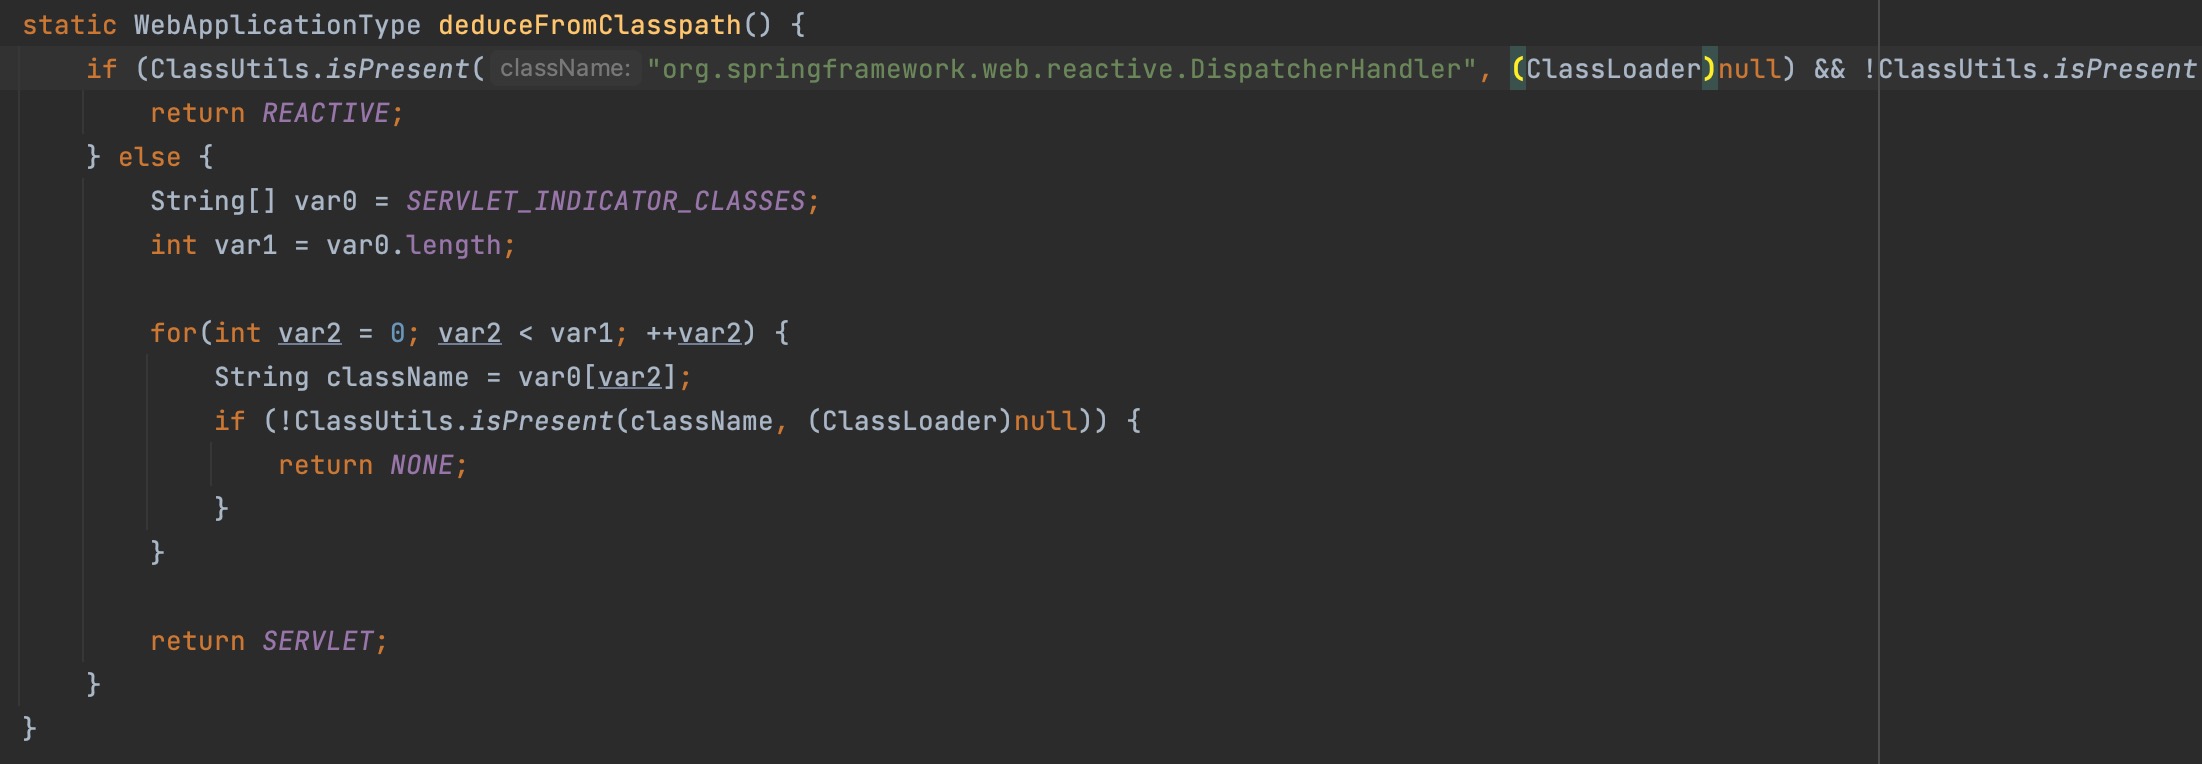 static WebApplicationType deduceFromClasspath() {
if (ClassUtils.isPresent( className: "org.springframework.web.reactive.DispatcherHandler", (ClassLoader)null) && !ClassUtils.isPresent
return REACTIVE;
} else {
String[] var0 = SERVLET_INDICATOR_CLASSES;
int var1 = var0.length;
for(int var2 = 0; var2 < var1; ++var2) {
String className = var0[var2];
if (!ClassUtils.isPresent(className, (ClassLoader)null)) {
return NONE;
}
}
return SERVLET;
}
}